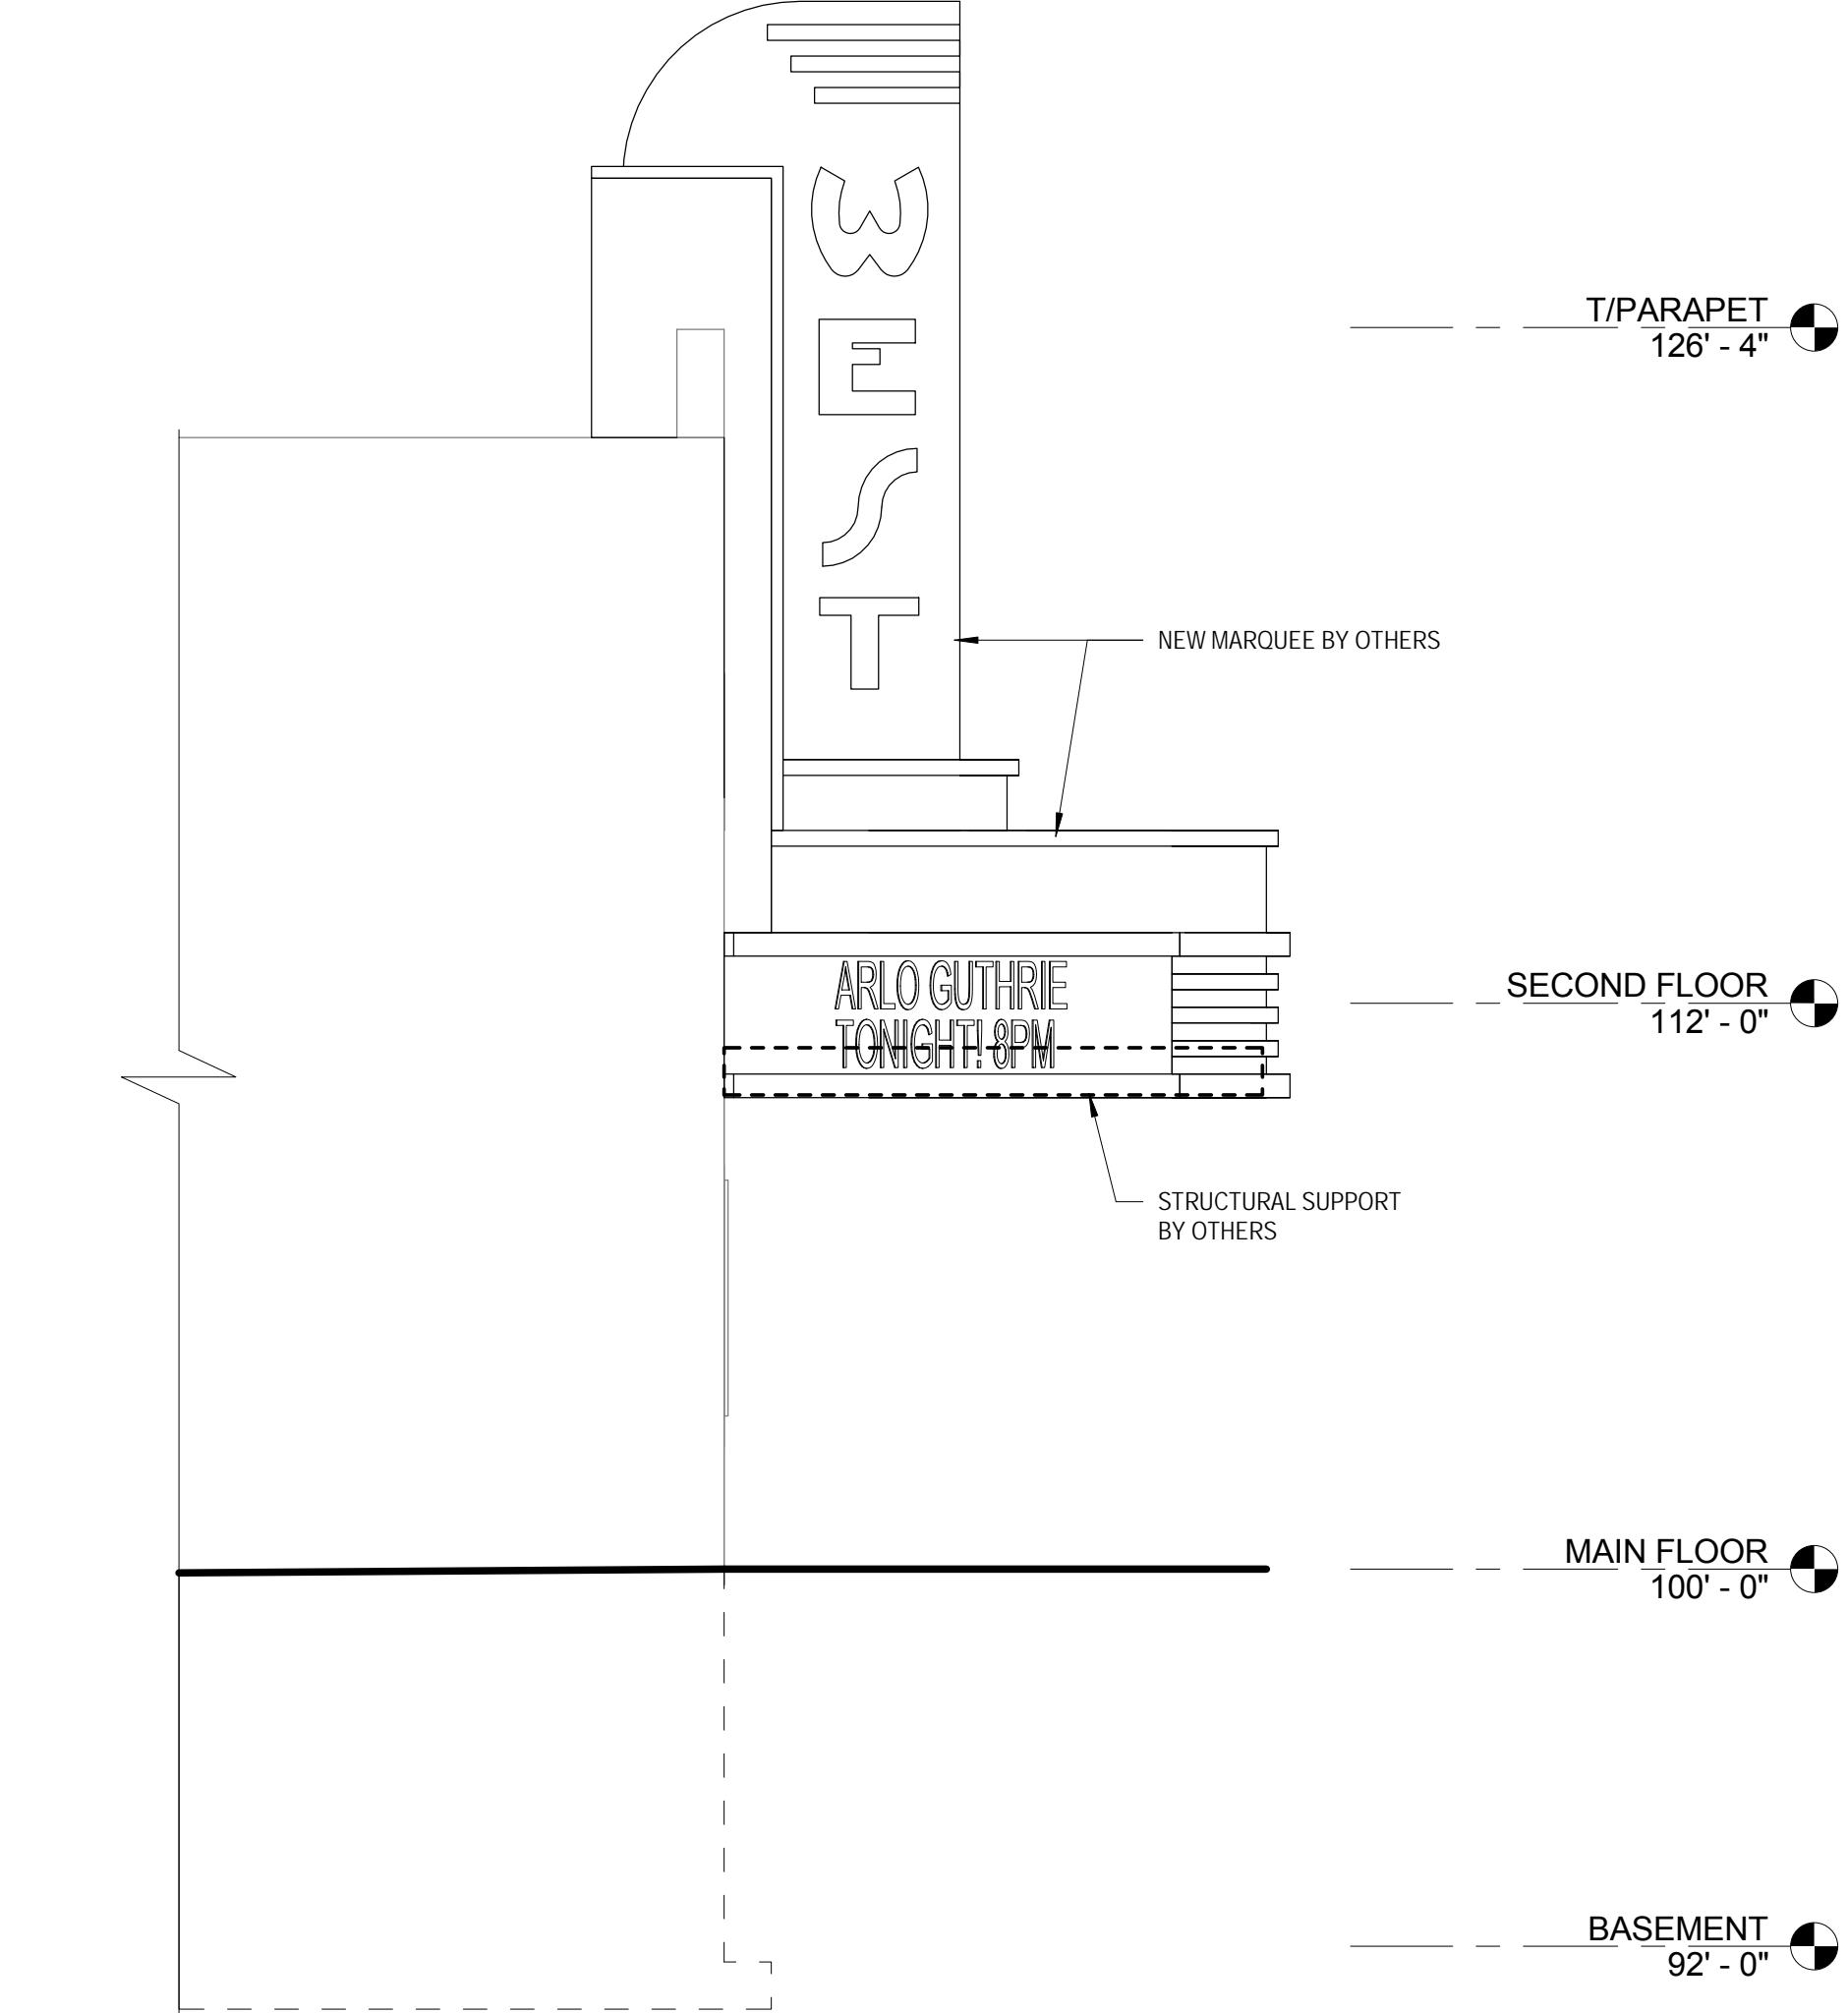 WEST
T/PARAPET
126' - 4"
NEW MARQUEE BY OTHERS
ARLO GUTHRIE
TONIGHT! 8PM
SECOND FLOOR
112' - 0"
STRUCTURAL SUPPORT
BY OTHERS
MAIN FLOOR
100' - 0"
BASEMENT
92' - 0"